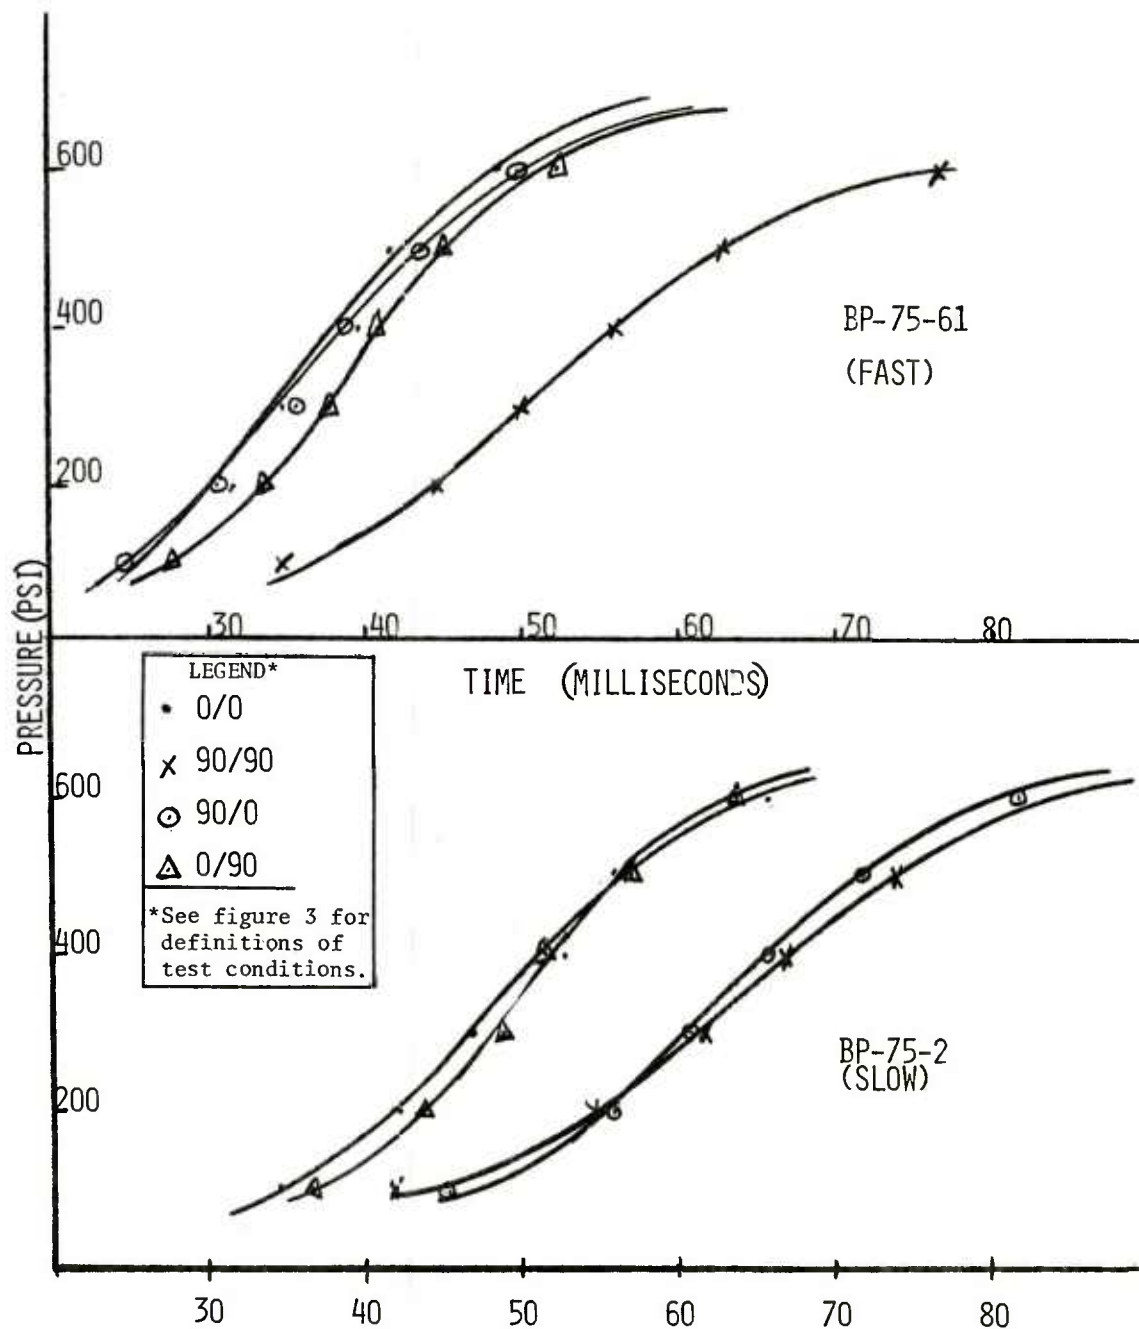 600
400
BP-75-61
(FAST)
200
PRESSURE (PSI)
30 40 50 60 70 80
TIME (MILLISECONDS)
LEGEND*
0/0
90/90
90/0
0/90
*See figure 3 for
definitions of
test conditions.
600
400
200
BP-75-2
(SLOW)
30 40 50 60 70 80